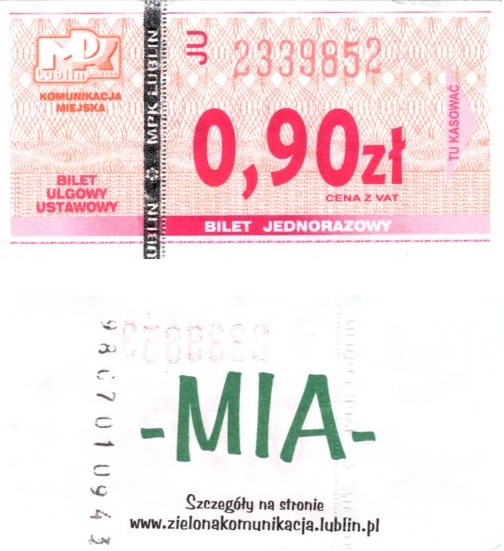 MPK
Lublin
KOMUNIKACJA
MIEJSKA
BILET
ULGOWY
USTAWOWY
MPK LUBLIN
JU
2339852
0,90zł
CENA Z VAT
TU KASOWAĆ
BILET JEDNORAZOWY
-MIA-
Szczegóły na stronie
www.zielonakomunikacja.lublin.pl